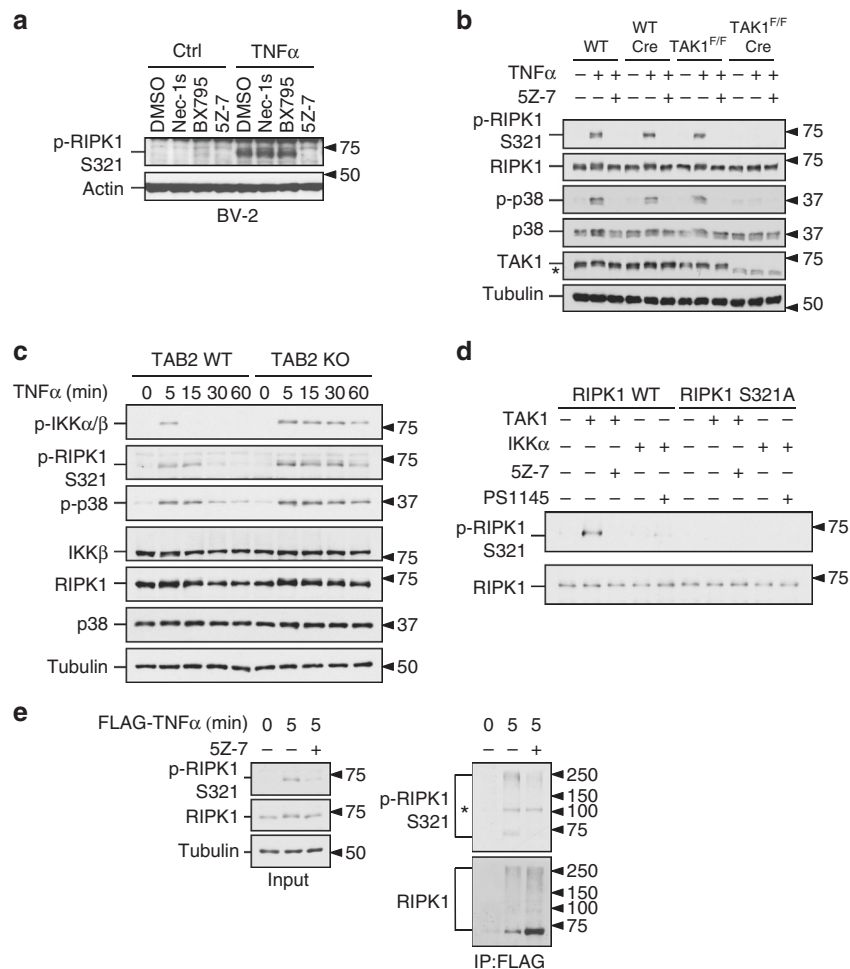 a
Ctrl TNFα
DMSO Nec-1s BX795 5Z-7 DMSO Nec-1s BX795 5Z-7
p-RIPK1 S321 75
50
Actin
BV-2
b
WT WT Cre TAK1F/F TAK1F/F Cre
TNFα – + + – + + – + + – + +
5Z-7 – – + – – + – – + – – +
p-RIPK1 S321 75
RIPK1 75
p-p38 37
p38 37
TAK1 75
*
Tubulin 50
c
TAB2 WT TAB2 KO
TNFα (min) 0 5 15 30 60 0 5 15 30 60
p-IKKα/β 75
p-RIPK1 S321 75
p-p38 37
IKKβ 75
RIPK1 75
p38 37
Tubulin 50
d
RIPK1 WT RIPK1 S321A
TAK1 – + + – – – + + – –
IKKα – – – + + – – – + +
5Z-7 – – + – – – – + – –
PS1145 – – – – + – – – – +
p-RIPK1 S321 75
RIPK1 75
e
FLAG-TNFα (min) 0 5 5
5Z-7 – – +
p-RIPK1 S321 75
RIPK1 75
Tubulin 50
Input
0 5 5
– – +
p-RIPK1 S321 * 250 150 100 75
RIPK1 250 150 100 75
IP:FLAG